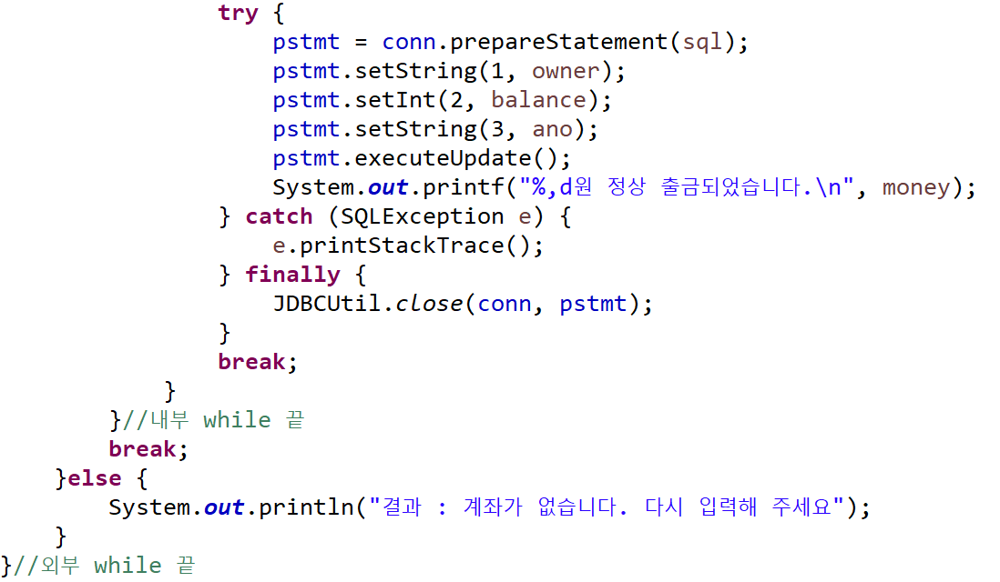 try {
pstmt = conn.prepareStatement(sql);
pstmt.setString(1, owner);
pstmt.setInt(2, balance);
pstmt.setString(3, ano);
pstmt.executeUpdate();
System.out.printf("%,d원 정상 출금되었습니다.\n", money);
} catch (SQLException e) {
e.printStackTrace();
} finally {
JDBCUtil.close(conn, pstmt);
}
break;
}
}//내부 while 끝
break;
}else {
System.out.println("결과 : 계좌가 없습니다. 다시 입력해 주세요");
}
}//외부 while 끝